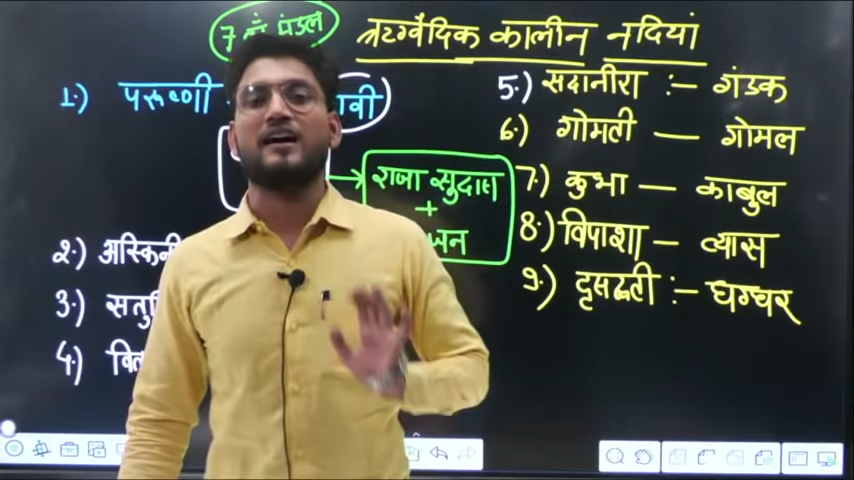 7 वाँ मंडल
ऋग्वैदिक कालीन नदियां
1.) परूष्णी
2.) अस्किनी
3.) सतु
4.)
राजा सुदास
+
5.) सदानीरा :- गंडक
6.) गोमती — गोमल
7.) कुभा — काबुल
8.) विपाशा — व्यास
9.) दृसद्वती :- घग्घर